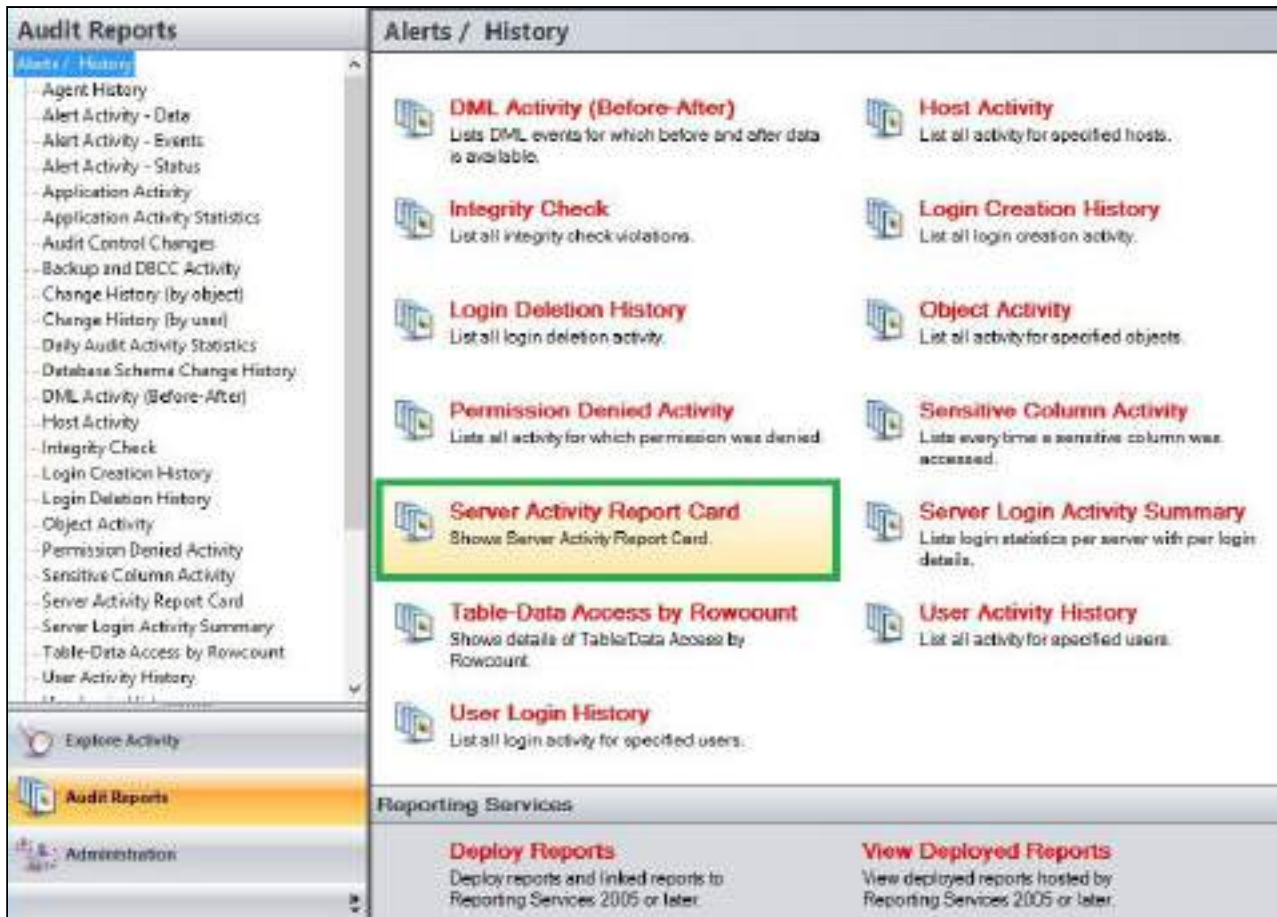 Audit Reports
Alerts / History
Agent History
Alert Activity - Data
Alert Activity - Events
Alert Activity - Status
Application Activity
Application Activity Statistics
Audit Control Changes
Backup and DBCC Activity
Change History (by object)
Change History (by user)
Daily Audit Activity Statistics
Database Schema Change History
DML Activity (Before-After)
Host Activity
Integrity Check
Login Creation History
Login Deletion History
Object Activity
Permission Denied Activity
Sensitive Column Activity
Server Activity Report Card
Server Login Activity Summary
Table-Data Access by Rowcount
User Activity History
Explore Activity
Audit Reports
Administration
Alerts / History
DML Activity (Before-After)
Lists DML events for which before and after data
is available.
Host Activity
List all activity for specified hosts.
Integrity Check
List all integrity check violations.
Login Creation History
List all login creation activity.
Login Deletion History
List all login deletion activity.
Object Activity
List all activity for specified objects.
Permission Denied Activity
Lists all activity for which permission was denied.
Sensitive Column Activity
Lists every time a sensitive column was
accessed.
Server Activity Report Card
Shows Server Activity Report Card.
Server Login Activity Summary
Lists login statistics per server with per login
details.
Table-Data Access by Rowcount
Shows details of Table/Data Access by
Rowcount.
User Activity History
List all activity for specified users.
User Login History
List all login activity for specified users.
Reporting Services
Deploy Reports
Deploy reports and linked reports to
Reporting Services 2005 or later.
View Deployed Reports
View deployed reports hosted by
Reporting Services 2005 or later.